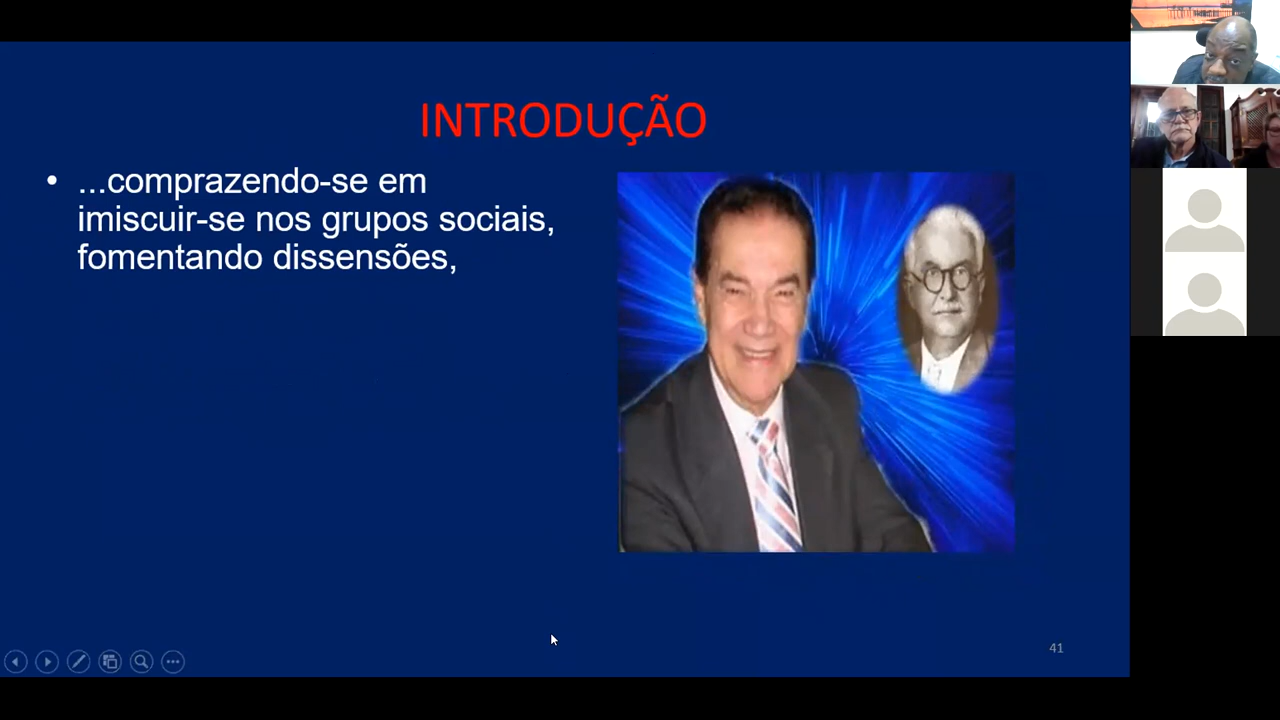 INTRODUÇÃO
• ...comprazendo-se em
imiscuir-se nos grupos sociais,
fomentando dissensões,
41